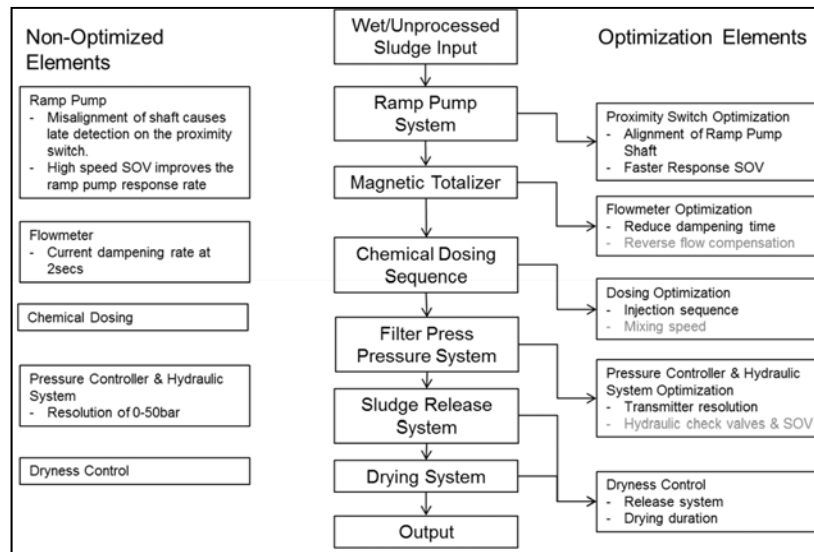 Non-Optimized
Elements
Ramp Pump
- Misalignment of shaft causes
late detection on the proximity
switch.
- High speed SOV improves the
ramp pump response rate
Flowmeter
- Current dampening rate at
2secs
Chemical Dosing
Pressure Controller & Hydraulic
System
- Resolution of 0-50bar
Dryness Control
Wet/Unprocessed
Sludge Input
Ramp Pump
System
Magnetic Totalizer
Chemical Dosing
Sequence
Filter Press
Pressure System
Sludge Release
System
Drying System
Output
Optimization Elements
Proximity Switch Optimization
- Alignment of Ramp Pump
Shaft
- Faster Response SOV
Flowmeter Optimization
- Reduce dampening time
- Reverse flow compensation
Dosing Optimization
- Injection sequence
- Mixing speed
Pressure Controller & Hydraulic
System Optimization
- Transmitter resolution
- Hydraulic check valves & SOV
Dryness Control
- Release system
- Drying duration